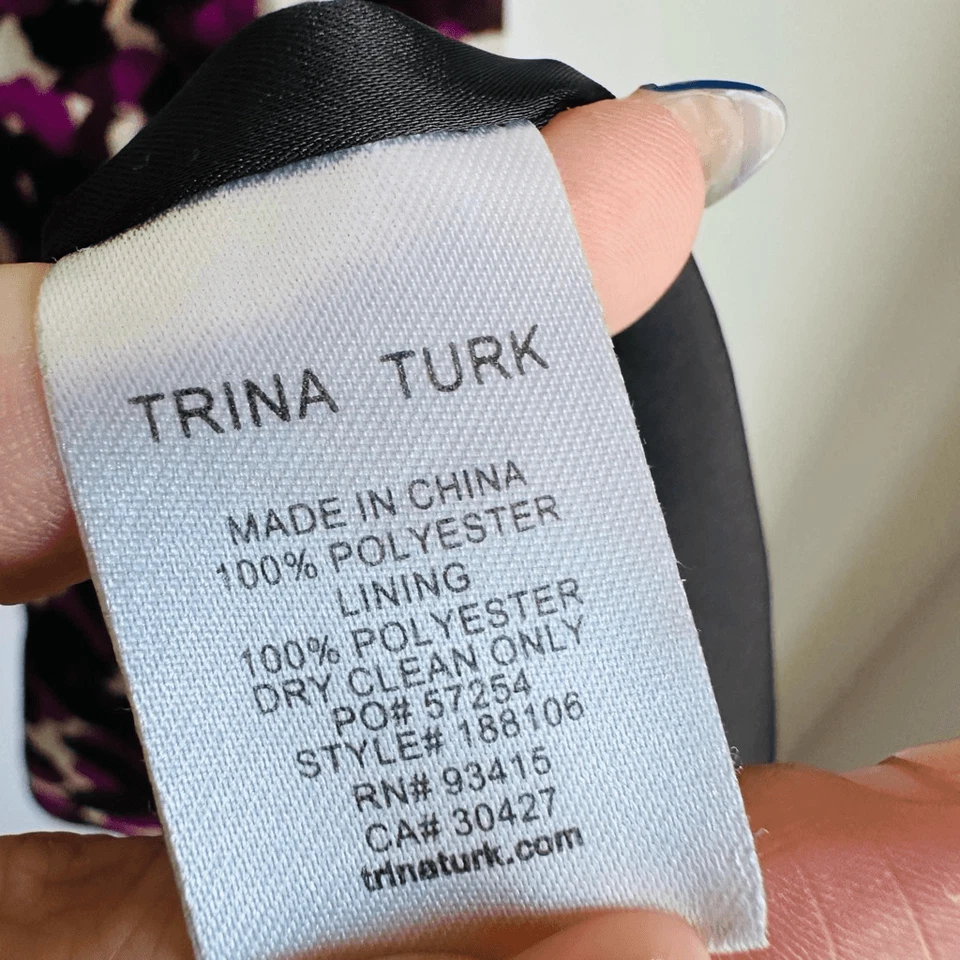 TRINA TURK
MADE IN CHINA
100% POLYESTER
LINING
100% POLYESTER
DRY CLEAN ONLY
PO# 57254
STYLE# 188106
RN# 93415
CA# 30427
trinaturk.com